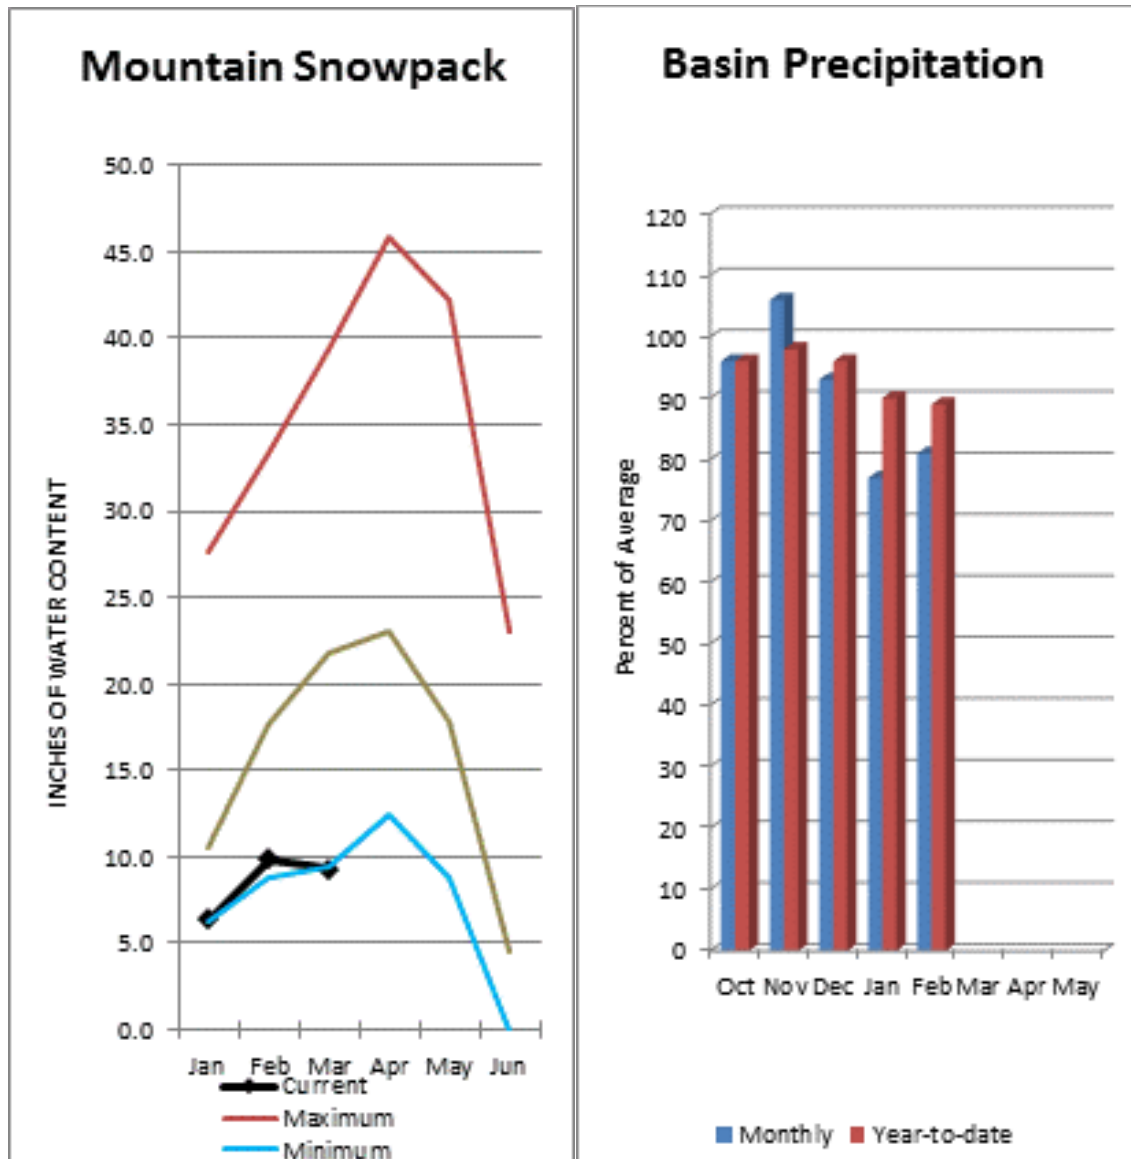 Mountain Snowpack
50.0
45.0
40.0
35.0
30.0
25.0
20.0
15.0
10.0
5.0
0.0
INCHES OF WATER CONTENT
Jan Feb Mar Apr May Jun
Current
Maximum
Minimum
Basin Precipitation
120
110
100
90
80
70
60
50
40
30
20
10
0
Percent of Average
Oct Nov Dec Jan Feb Mar Apr May
Monthly Year-to-date